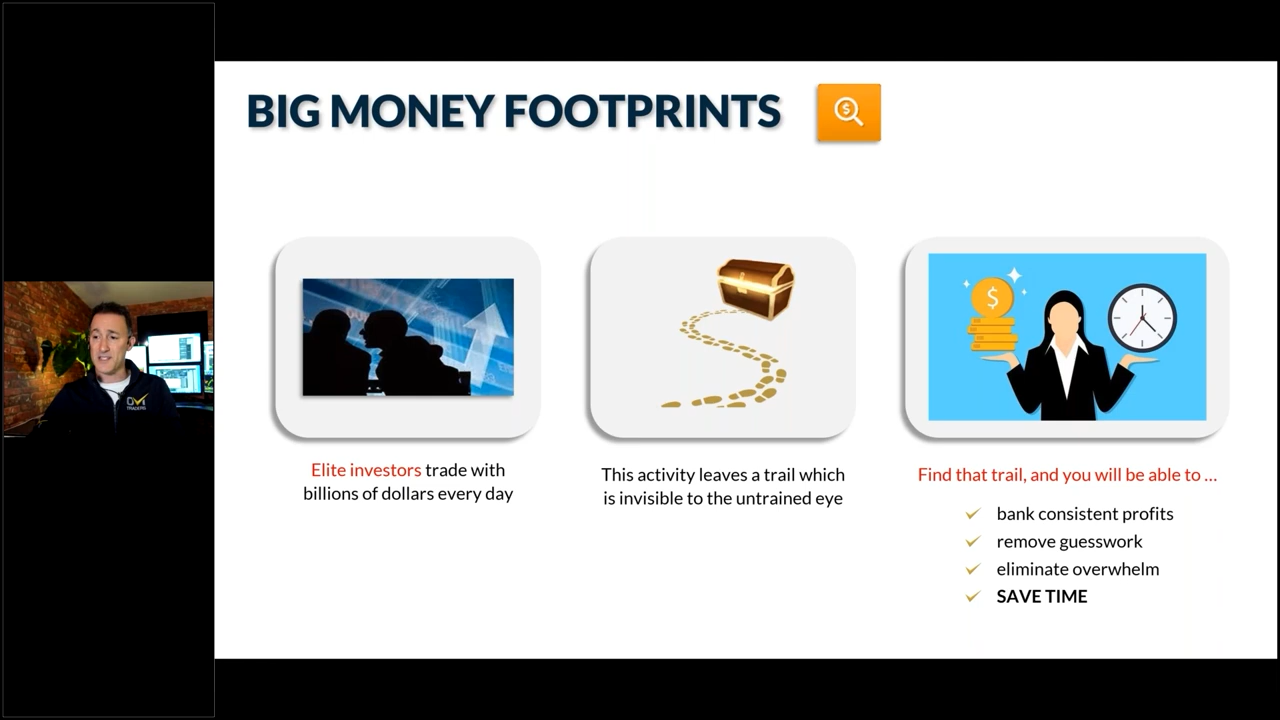 BIG MONEY FOOTPRINTS
$
$
Elite investors trade with
billions of dollars every day
This activity leaves a trail which
is invisible to the untrained eye
Find that trail, and you will be able to ...
bank consistent profits
remove guesswork
eliminate overwhelm
SAVE TIME
OVI
TRADERS